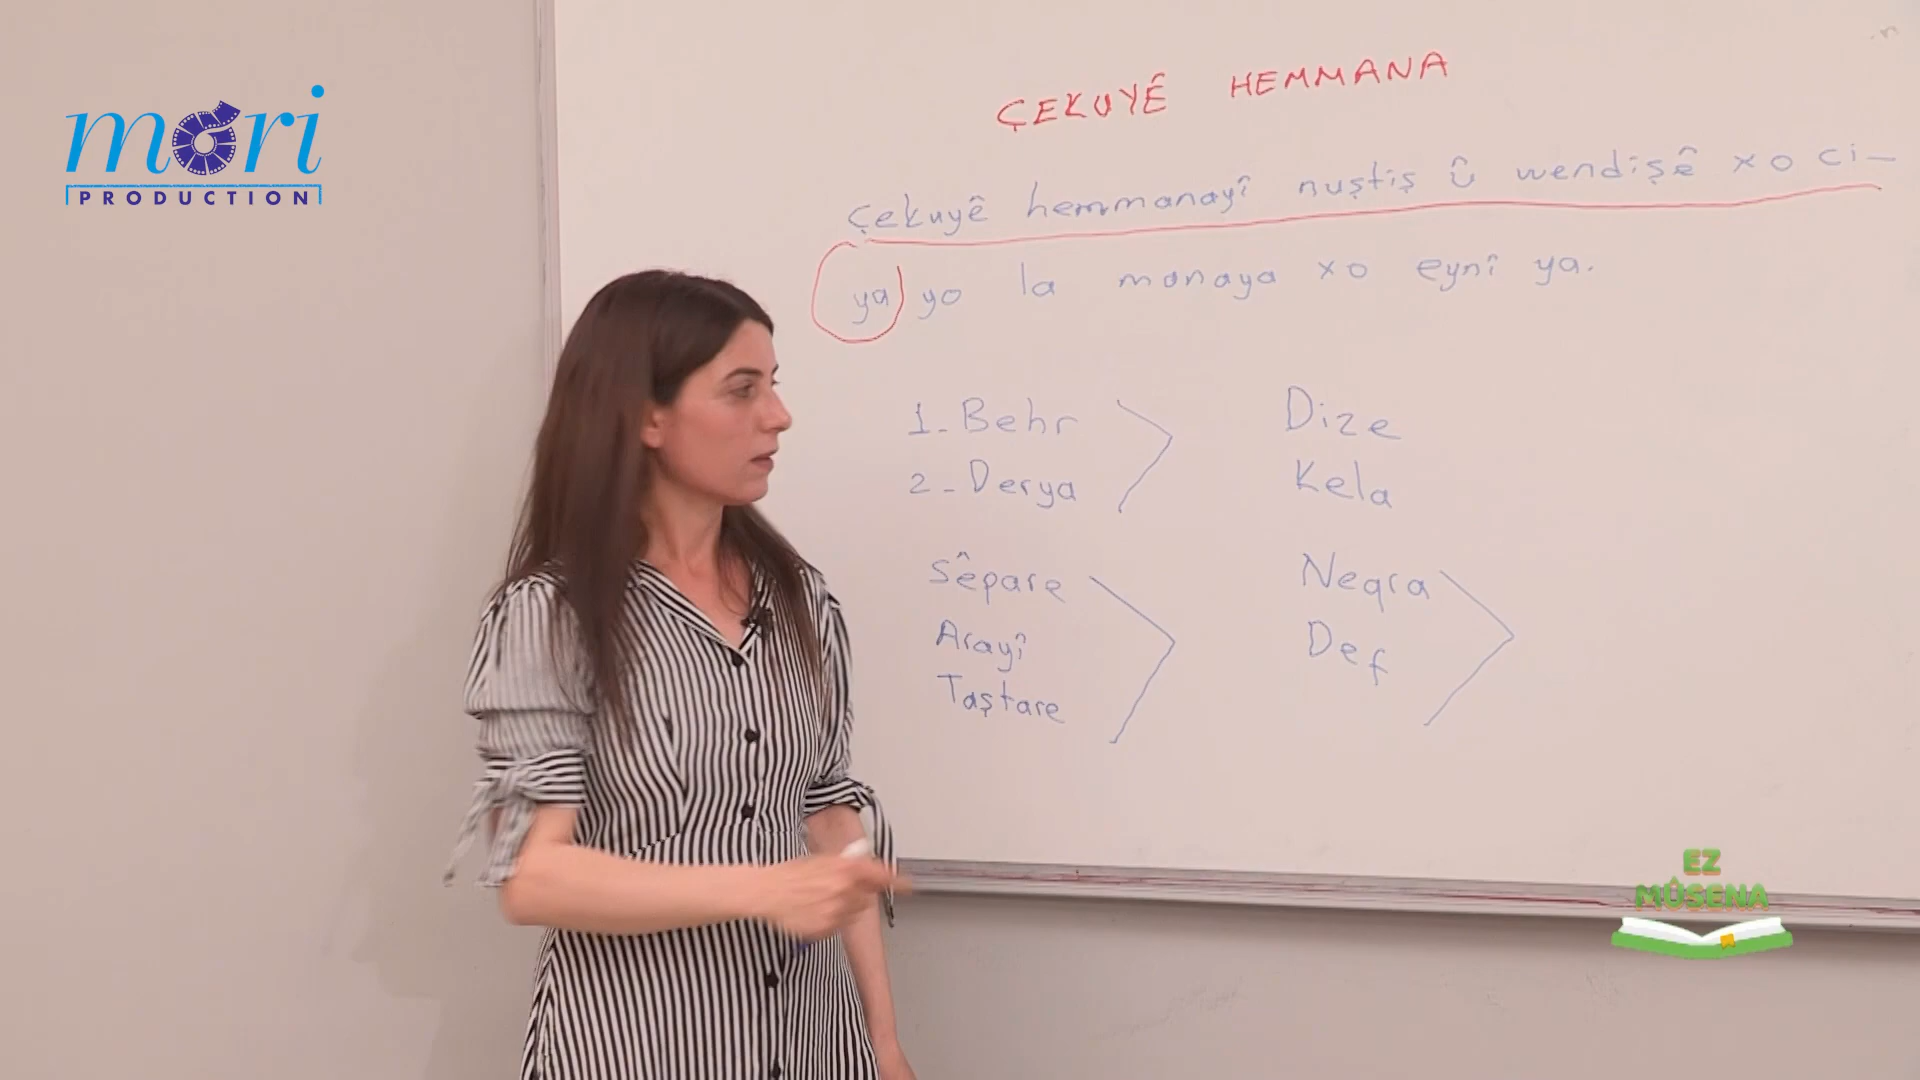 mori
PRODUCTION
ÇEKUYÊ HEMMANA
Çekuyê hemmanayî nuştiş û wendişê xo ci-
ya yo la manaya xo eynî ya.
1- Behr
2- Derya
Dize
Kela
Sêpare
Arayî
Taştare
Neqra
Def
EZ
MÛSENA